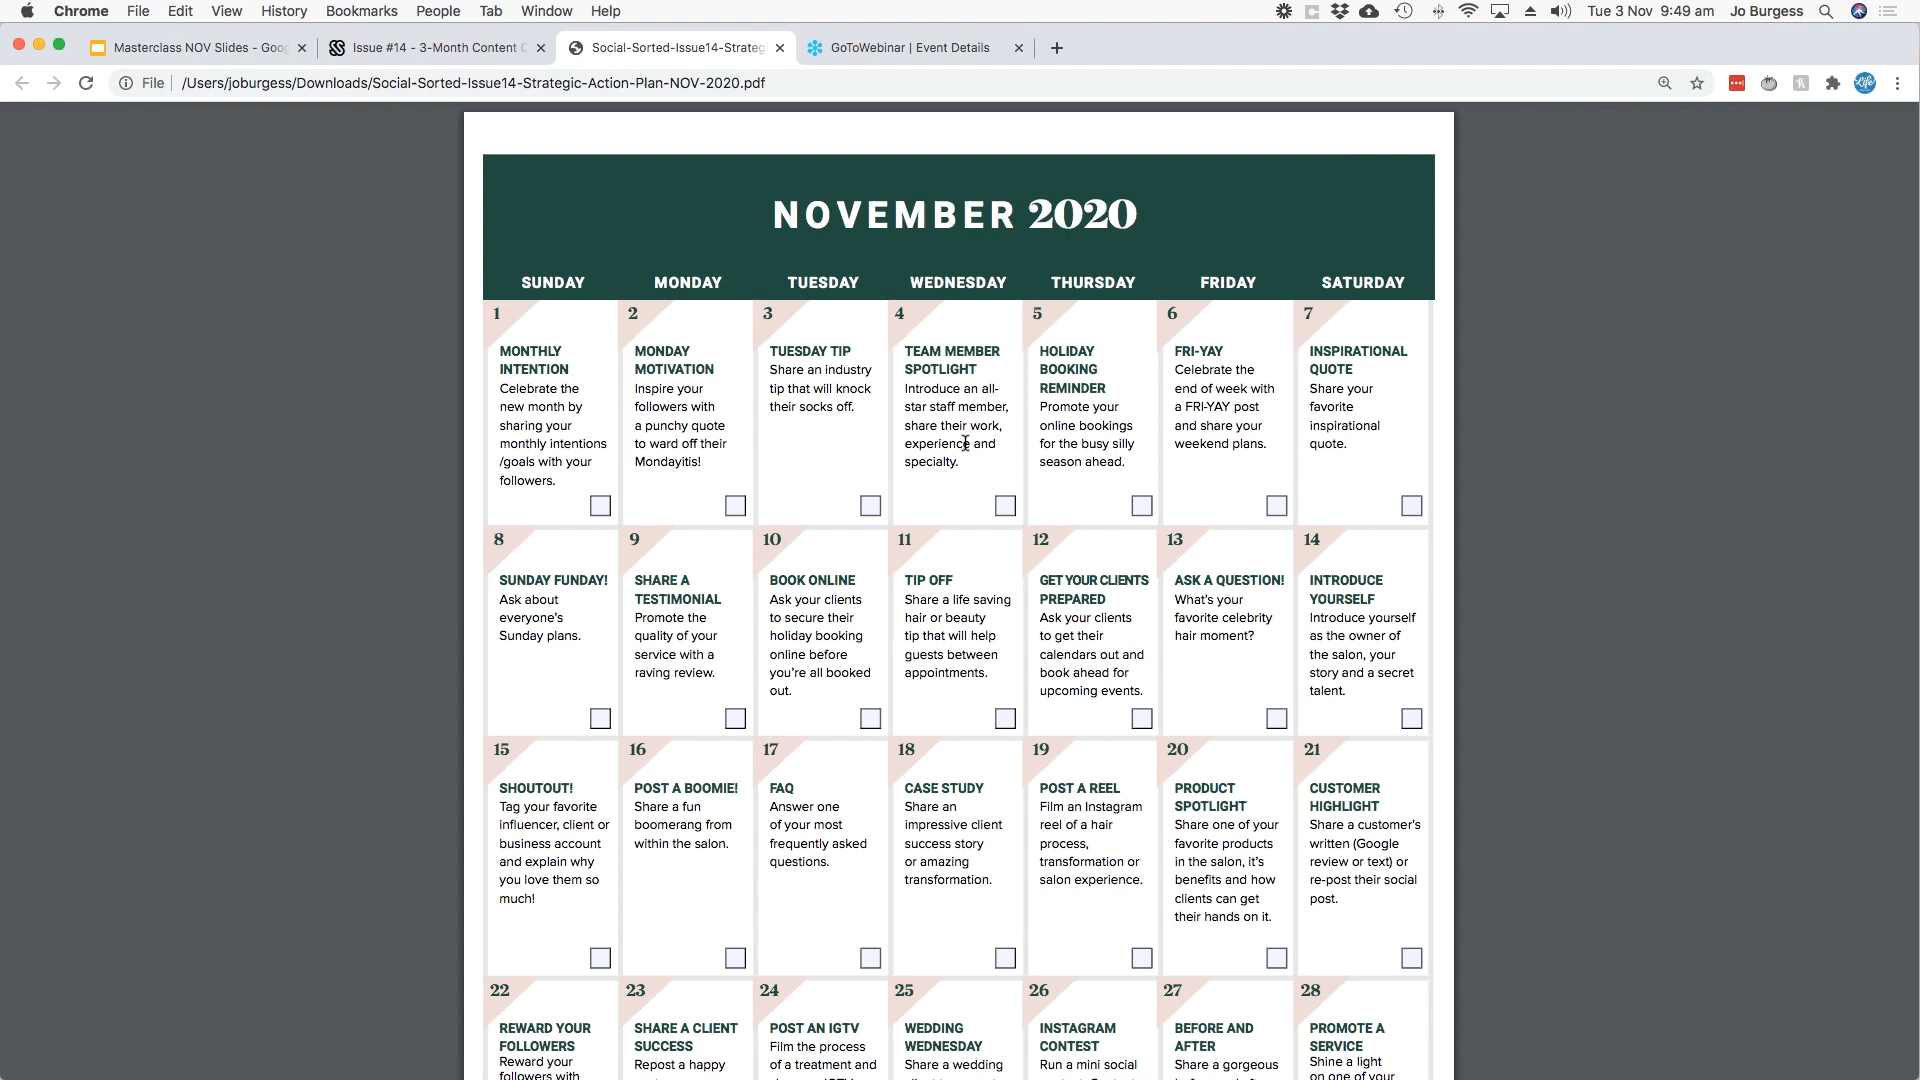 Chrome File Edit View History Bookmarks People Tab Window Help
Tue 3 Nov 9:49 am Jo Burgess
Masterclass NOV Slides - Goo
Issue #14 - 3-Month Content C
Social-Sorted-Issue14-Strateg
GoToWebinar | Event Details
File /Users/joburgess/Downloads/Social-Sorted-Issue14-Strategic-Action-Plan-NOV-2020.pdf
NOVEMBER 2020
SUNDAY MONDAY TUESDAY WEDNESDAY THURSDAY FRIDAY SATURDAY
1
MONTHLY
INTENTION
Celebrate the
new month by
sharing your
monthly intentions
/goals with your
followers.
2
MONDAY
MOTIVATION
Inspire your
followers with
a punchy quote
to ward off their
Mondayitis!
3
TUESDAY TIP
Share an industry
tip that will knock
their socks off.
4
TEAM MEMBER
SPOTLIGHT
Introduce an all-
star staff member,
share their work,
experience and
specialty.
5
HOLIDAY
BOOKING
REMINDER
Promote your
online bookings
for the busy silly
season ahead.
6
FRI-YAY
Celebrate the
end of week with
a FRI-YAY post
and share your
weekend plans.
7
INSPIRATIONAL
QUOTE
Share your
favorite
inspirational
quote.
8
SUNDAY FUNDAY!
Ask about
everyone's
Sunday plans.
9
SHARE A
TESTIMONIAL
Promote the
quality of your
service with a
raving review.
10
BOOK ONLINE
Ask your clients
to secure their
holiday booking
online before
you're all booked
out.
11
TIP OFF
Share a life saving
hair or beauty
tip that will help
guests between
appointments.
12
GET YOUR CLIENTS
PREPARED
Ask your clients
to get their
calendars out and
book ahead for
upcoming events.
13
ASK A QUESTION!
What's your
favorite celebrity
hair moment?
14
INTRODUCE
YOURSELF
Introduce yourself
as the owner of
the salon, your
story and a secret
talent.
15
SHOUTOUT!
Tag your favorite
influencer, client or
business account
and explain why
you love them so
much!
16
POST A BOOMIE!
Share a fun
boomerang from
within the salon.
17
FAQ
Answer one
of your most
frequently asked
questions.
18
CASE STUDY
Share an
impressive client
success story
or amazing
transformation.
19
POST A REEL
Film an Instagram
reel of a hair
process,
transformation or
salon experience.
20
PRODUCT
SPOTLIGHT
Share one of your
favorite products
in the salon, it's
benefits and how
clients can get
their hands on it.
21
CUSTOMER
HIGHLIGHT
Share a customer's
written (Google
review or text) or
re-post their social
post.
22
REWARD YOUR
FOLLOWERS
Reward your
followers with
23
SHARE A CLIENT
SUCCESS
Repost a happy
24
POST AN IGTV
Film the process
of a treatment and
25
WEDDING
WEDNESDAY
Share a wedding
26
INSTAGRAM
CONTEST
Run a mini social
27
BEFORE AND
AFTER
Share a gorgeous
28
PROMOTE A
SERVICE
Shine a light
on one of your